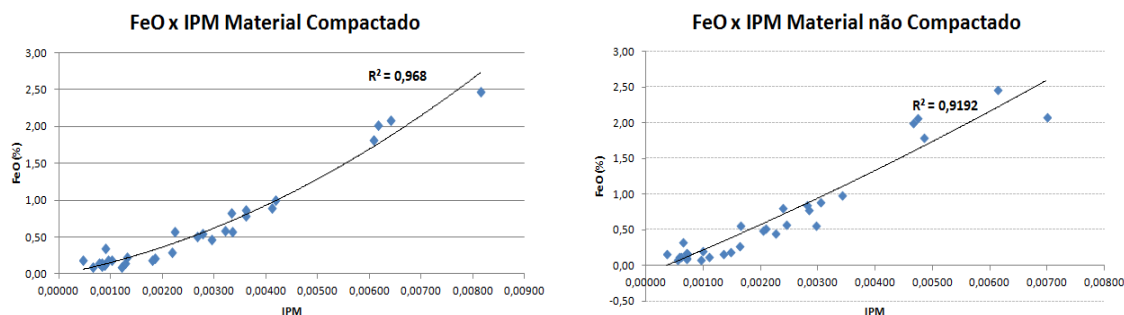 FeO x IPM Material Compactado
3,00
2,50
2,00
1,50
1,00
0,50
0,00
FeO (%)
R² = 0,968
0,00000 0,00100 0,00200 0,00300 0,00400 0,00500 0,00600 0,00700 0,00800 0,00900
IPM
FeO x IPM Material não Compactado
3,00
2,50
2,00
1,50
1,00
0,50
0,00
-0,50
FeO (%)
R² = 0,9192
0,00000 0,00100 0,00200 0,00300 0,00400 0,00500 0,00600 0,00700 0,00800
IPM